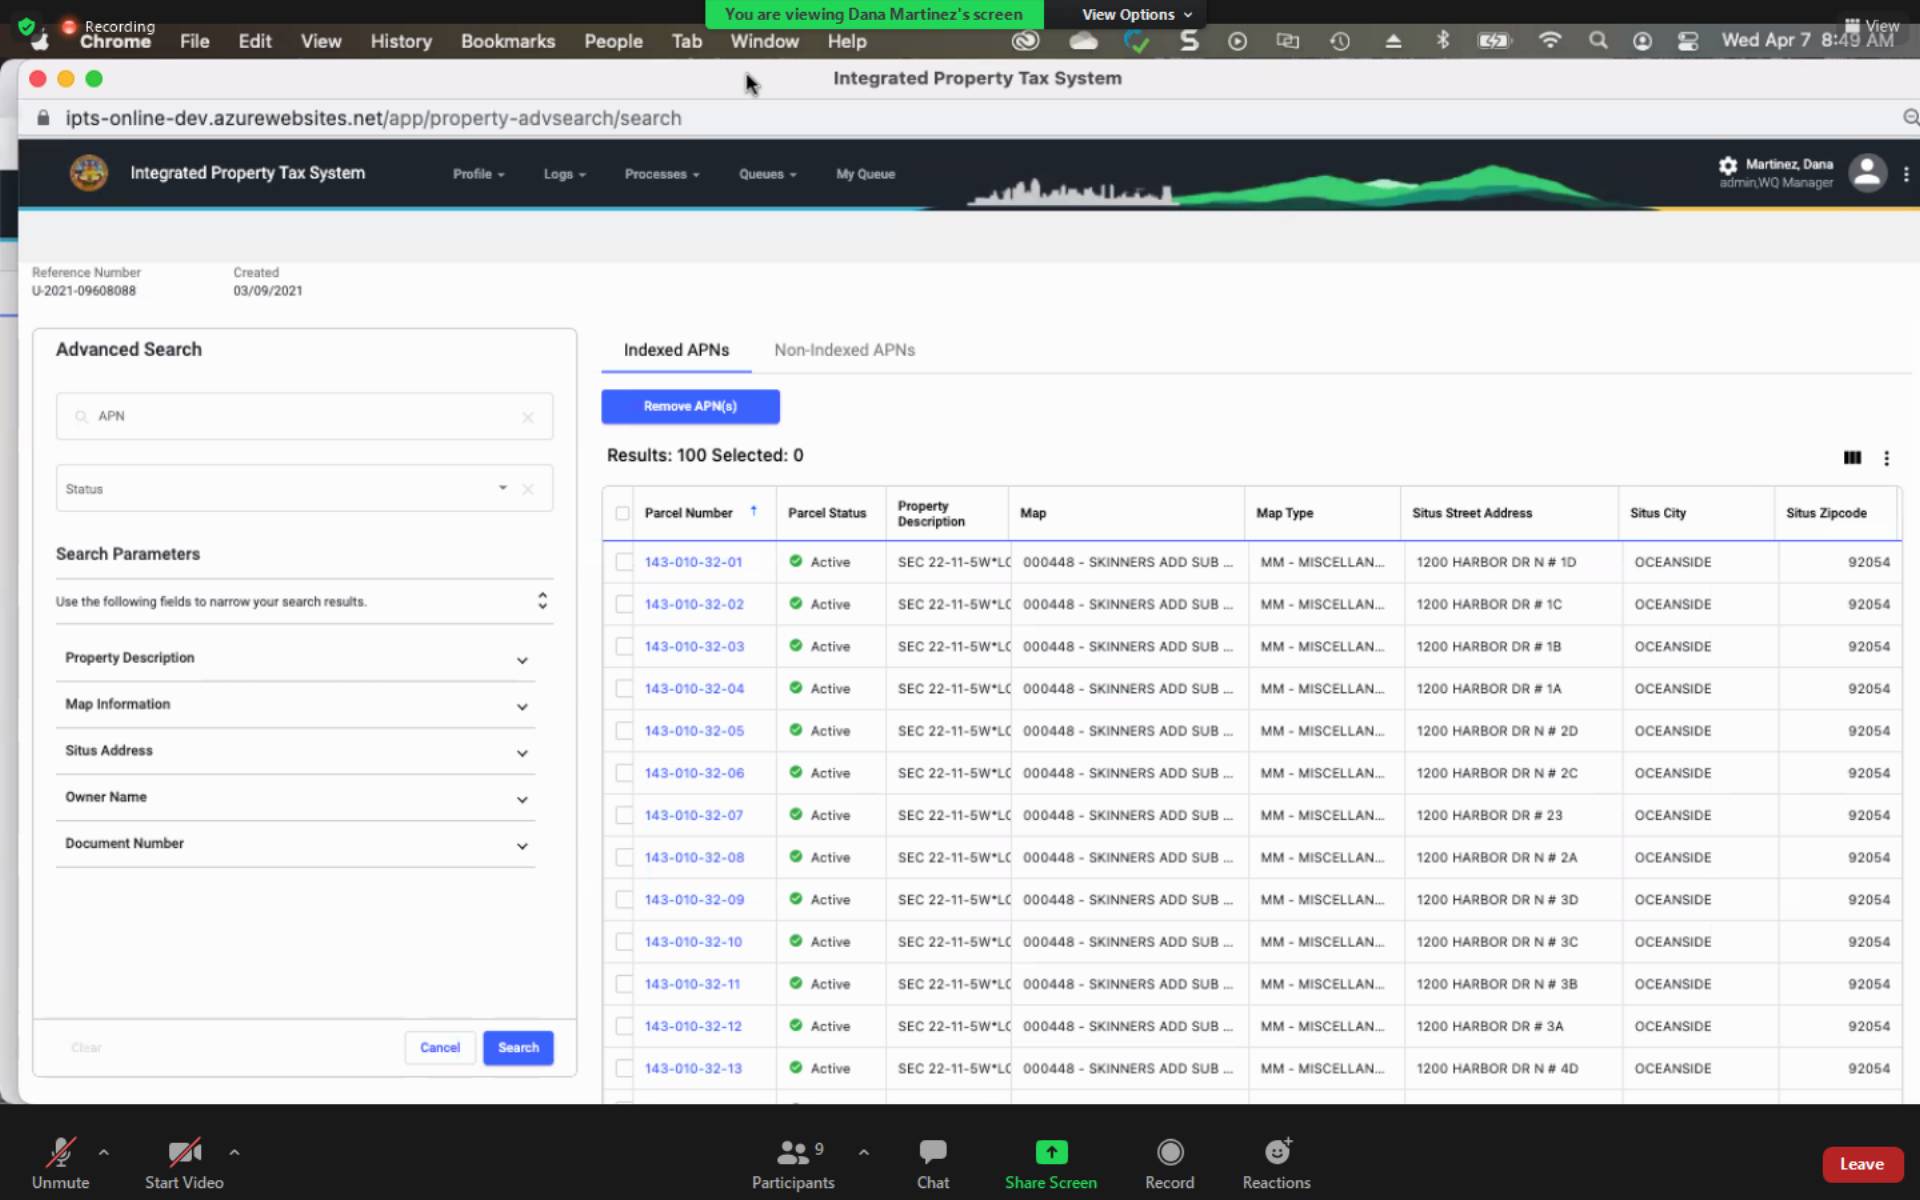 You are viewing Dana Martinez's screen
View Options
Recording
View
Chrome File Edit View History Bookmarks People Tab Window Help
Wed Apr 7 8:49 AM
Integrated Property Tax System
ipts-online-dev.azurewebsites.net/app/property-advsearch/search
Integrated Property Tax System
Profile Logs Processes Queues My Queue
Martinez, Dana
admin,WQ Manager
Reference Number Created
U-2021-09608088 03/09/2021
Advanced Search
APN
Status
Search Parameters
Use the following fields to narrow your search results.
Property Description
Map Information
Situs Address
Owner Name
Document Number
Clear Cancel Search
Indexed APNs Non-Indexed APNs
Remove APN(s)
Results: 100 Selected: 0
Parcel Number Parcel Status Property Description Map Map Type Situs Street Address Situs City Situs Zipcode
143-010-32-01 Active SEC 22-11-5W*LO 000448 - SKINNERS ADD SUB ... MM - MISCELLAN... 1200 HARBOR DR N # 1D OCEANSIDE 92054
143-010-32-02 Active SEC 22-11-5W*LO 000448 - SKINNERS ADD SUB ... MM - MISCELLAN... 1200 HARBOR DR # 1C OCEANSIDE 92054
143-010-32-03 Active SEC 22-11-5W*LO 000448 - SKINNERS ADD SUB ... MM - MISCELLAN... 1200 HARBOR DR # 1B OCEANSIDE 92054
143-010-32-04 Active SEC 22-11-5W*LO 000448 - SKINNERS ADD SUB ... MM - MISCELLAN... 1200 HARBOR DR # 1A OCEANSIDE 92054
143-010-32-05 Active SEC 22-11-5W*LO 000448 - SKINNERS ADD SUB ... MM - MISCELLAN... 1200 HARBOR DR N # 2D OCEANSIDE 92054
143-010-32-06 Active SEC 22-11-5W*LO 000448 - SKINNERS ADD SUB ... MM - MISCELLAN... 1200 HARBOR DR N # 2C OCEANSIDE 92054
143-010-32-07 Active SEC 22-11-5W*LO 000448 - SKINNERS ADD SUB ... MM - MISCELLAN... 1200 HARBOR DR # 23 OCEANSIDE 92054
143-010-32-08 Active SEC 22-11-5W*LO 000448 - SKINNERS ADD SUB ... MM - MISCELLAN... 1200 HARBOR DR N # 2A OCEANSIDE 92054
143-010-32-09 Active SEC 22-11-5W*LO 000448 - SKINNERS ADD SUB ... MM - MISCELLAN... 1200 HARBOR DR N # 3D OCEANSIDE 92054
143-010-32-10 Active SEC 22-11-5W*LO 000448 - SKINNERS ADD SUB ... MM - MISCELLAN... 1200 HARBOR DR N # 3C OCEANSIDE 92054
143-010-32-11 Active SEC 22-11-5W*LO 000448 - SKINNERS ADD SUB ... MM - MISCELLAN... 1200 HARBOR DR N # 3B OCEANSIDE 92054
143-010-32-12 Active SEC 22-11-5W*LO 000448 - SKINNERS ADD SUB ... MM - MISCELLAN... 1200 HARBOR DR # 3A OCEANSIDE 92054
143-010-32-13 Active SEC 22-11-5W*LO 000448 - SKINNERS ADD SUB ... MM - MISCELLAN... 1200 HARBOR DR N # 4D OCEANSIDE 92054
9
Unmute Start Video Participants Chat Share Screen Record Reactions Leave